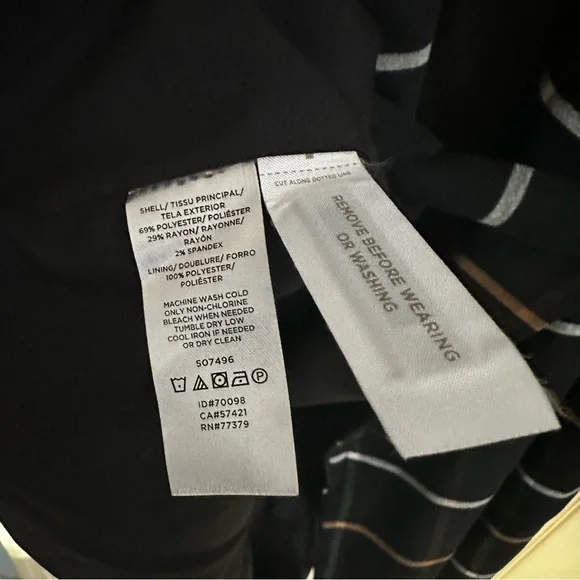 SHELL/ TISSU PRINCIPAL/
TELA EXTERIOR
69% POLYESTER/ POLIÉSTER
29% RAYON/ RAYONNE/
RAYÓN
2% SPANDEX
LINING/ DOUBLURE/ FORRO
100% POLYESTER/
POLIÉSTER
MACHINE WASH COLD
ONLY NON-CHLORINE
BLEACH WHEN NEEDED
TUMBLE DRY LOW
COOL IRON IF NEEDED
OR DRY CLEAN
507496
P
ID#70098
CA#57421
RN#77379
CUT ALONG DOTTED LINE
REMOVE BEFORE WEARING
OR WASHING